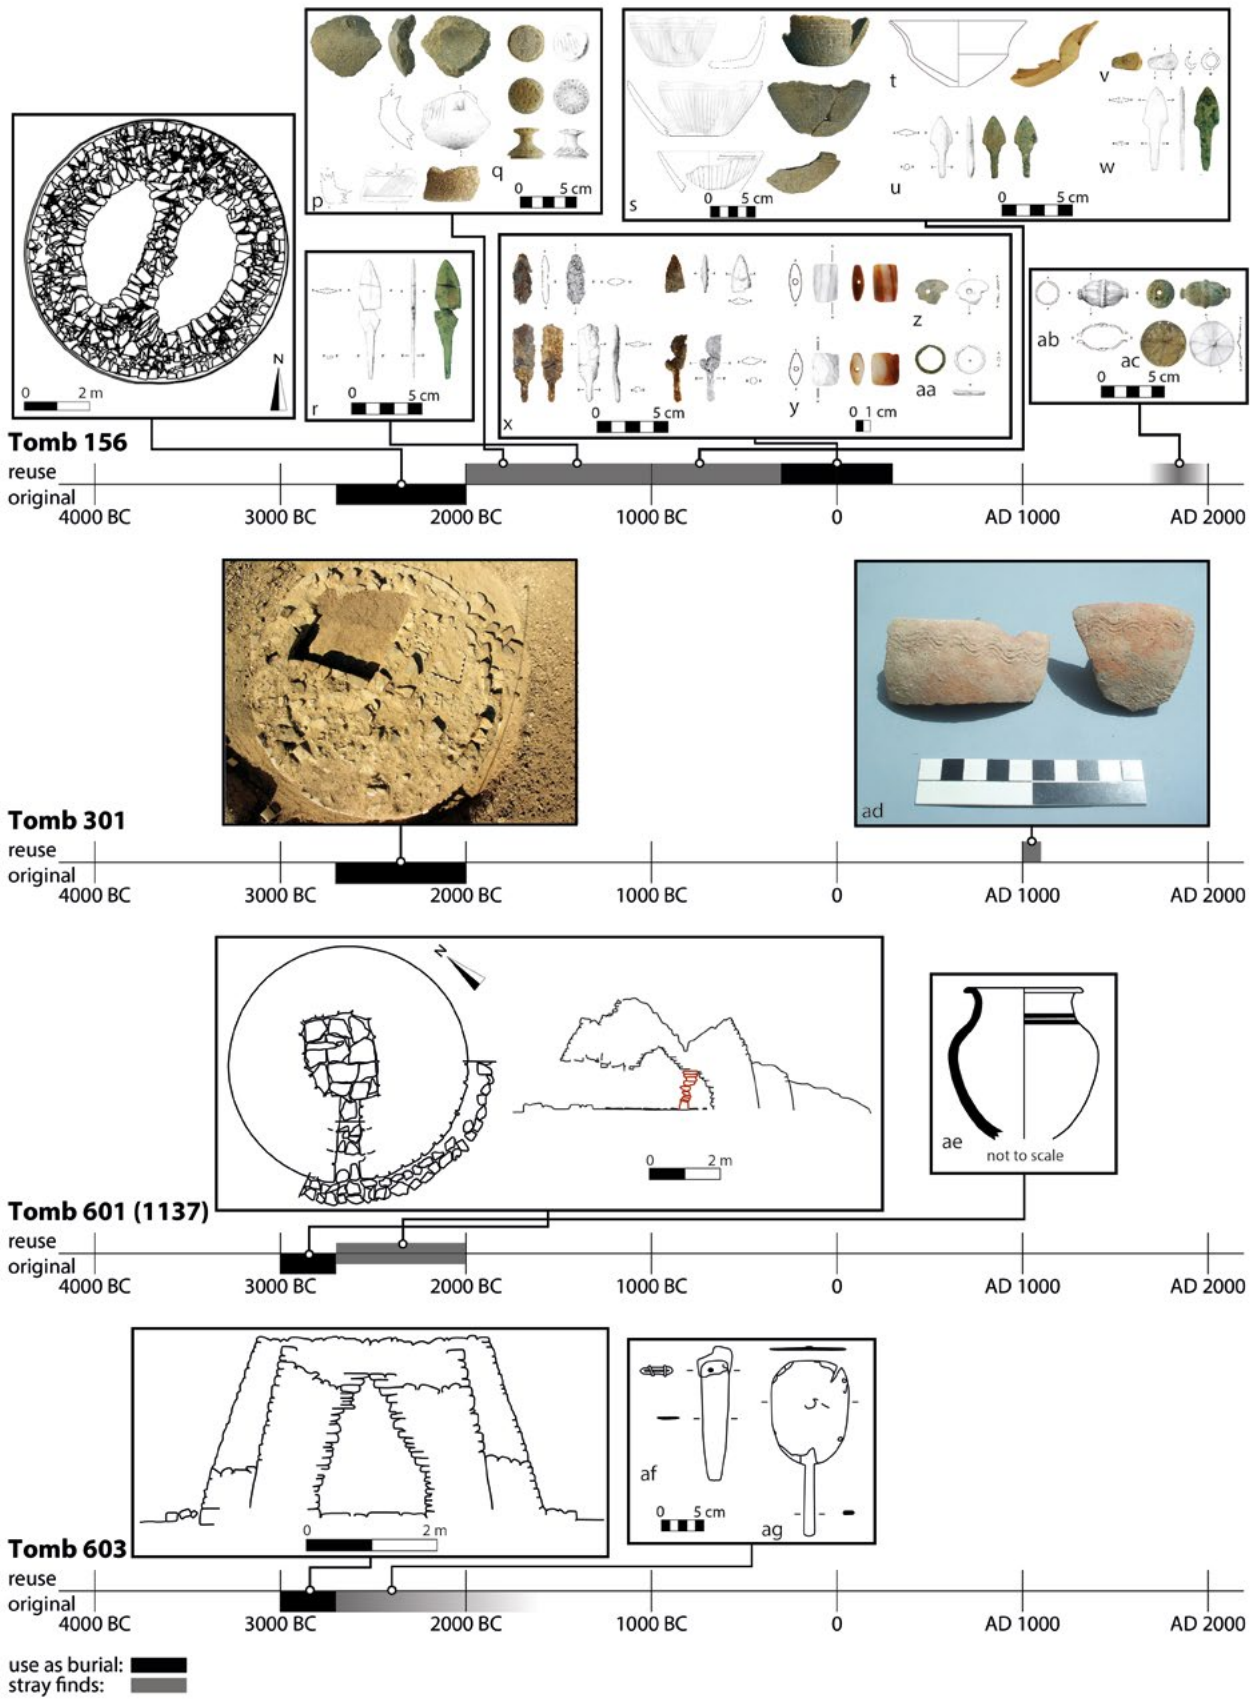 p
q
0 5 cm
s
0 5 cm
t
u
v
w
0 5 cm
N
0 2 m
r
0 5 cm
x
0 5 cm
y
0 1 cm
z
aa
ab
ac
0 5 cm
Tomb 156
reuse
original
4000 BC 3000 BC 2000 BC 1000 BC 0 AD 1000 AD 2000
ad
Tomb 301
reuse
original
4000 BC 3000 BC 2000 BC 1000 BC 0 AD 1000 AD 2000
N
0 2 m
ae
not to scale
Tomb 601 (1137)
reuse
original
4000 BC 3000 BC 2000 BC 1000 BC 0 AD 1000 AD 2000
0 2 m
af
0 5 cm
ag
Tomb 603
reuse
original
4000 BC 3000 BC 2000 BC 1000 BC 0 AD 1000 AD 2000
use as burial:
stray finds: